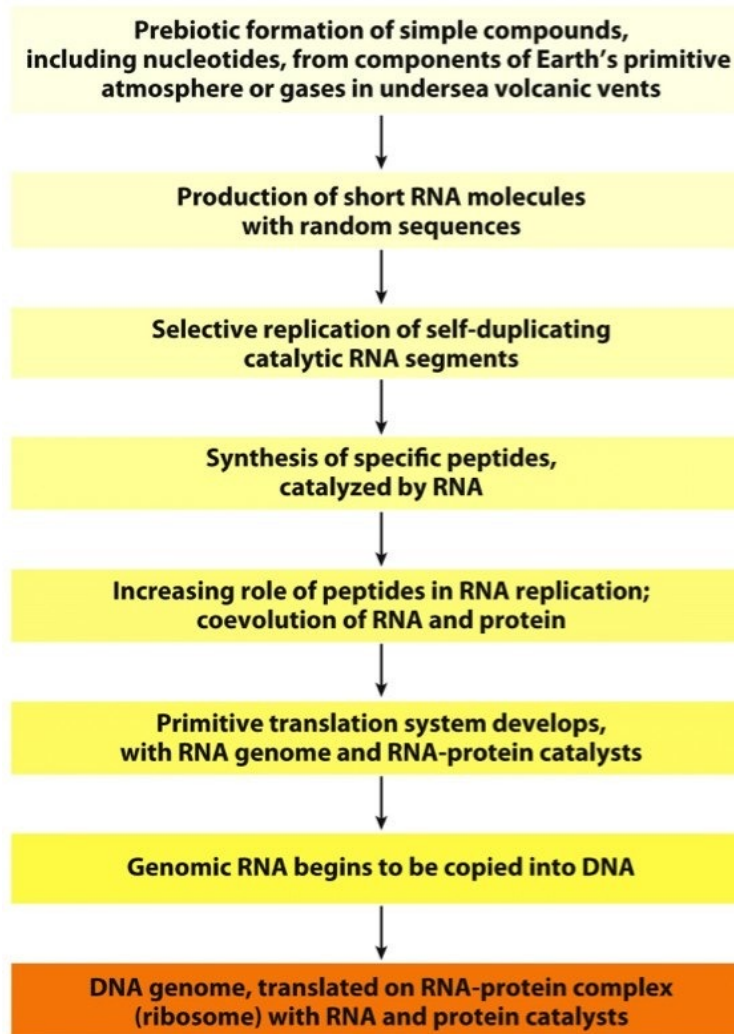 Prebiotic formation of simple compounds,
including nucleotides, from components of Earth's primitive
atmosphere or gases in undersea volcanic vents
Production of short RNA molecules
with random sequences
Selective replication of self-duplicating
catalytic RNA segments
Synthesis of specific peptides,
catalyzed by RNA
Increasing role of peptides in RNA replication;
coevolution of RNA and protein
Primitive translation system develops,
with RNA genome and RNA-protein catalysts
Genomic RNA begins to be copied into DNA
DNA genome, translated on RNA-protein complex
(ribosome) with RNA and protein catalysts